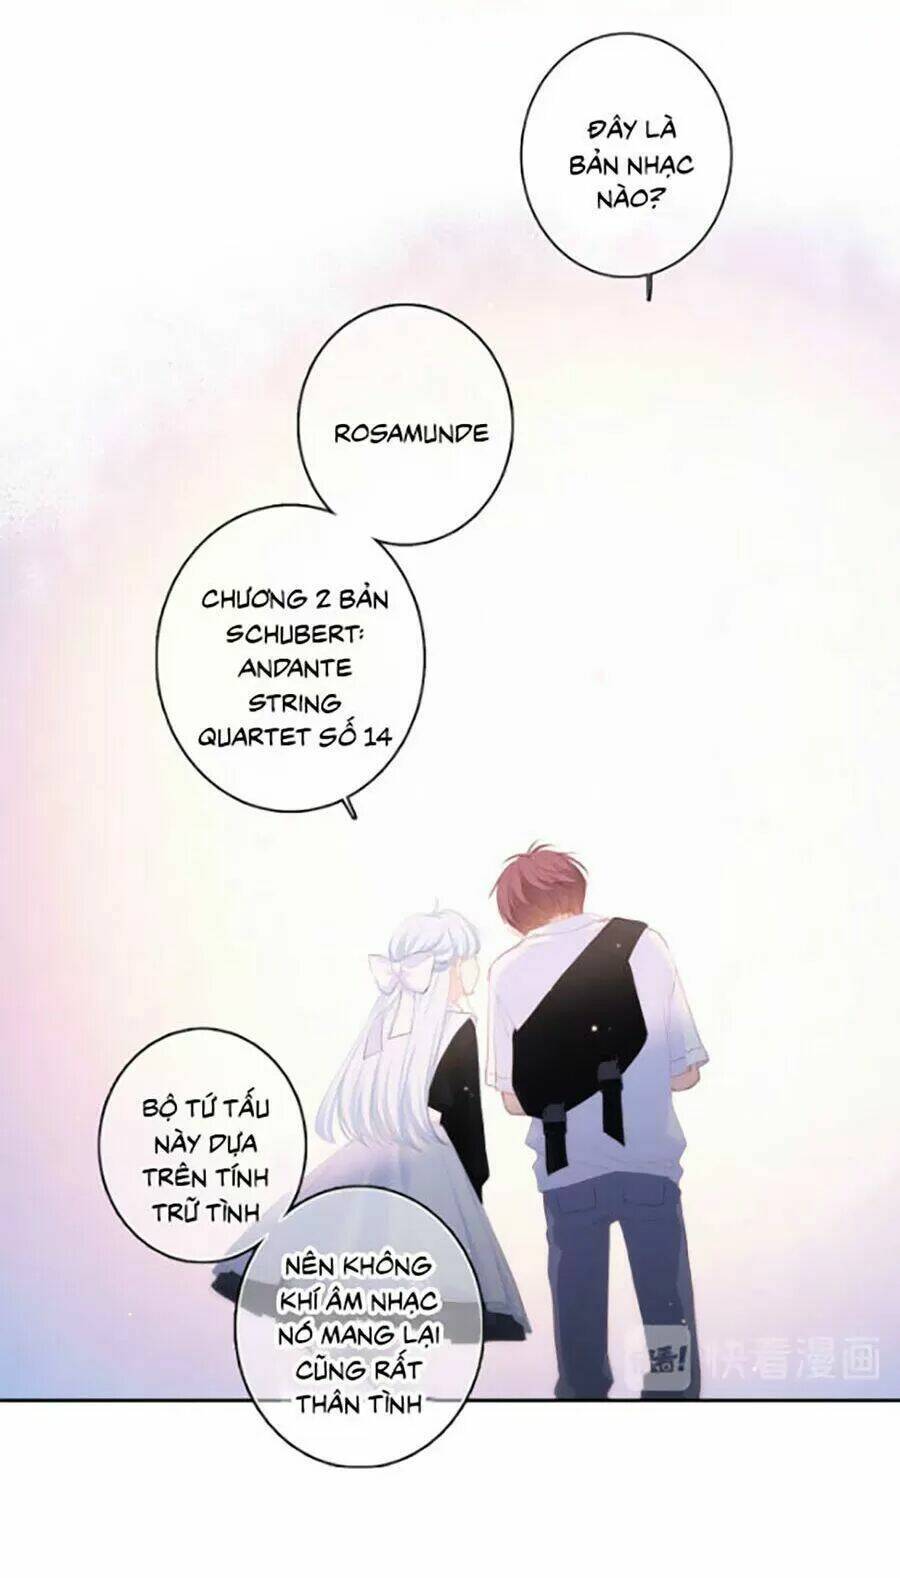 ĐÂY LÀ
BẢN NHẠC
NÀO?
ROSAMUNDE
CHƯƠNG 2 BẢN
SCHUBERT:
ANDANTE
STRING
QUARTET SỐ 14
BỘ TỨ TẤU
NÀY DỰA
TRÊN TÍNH
TRỮ TÌNH
NÊN KHÔNG
KHÍ ÂM NHẠC
NÓ MANG LẠI
CŨNG RẤT
THÂN TÌNH
快看漫画